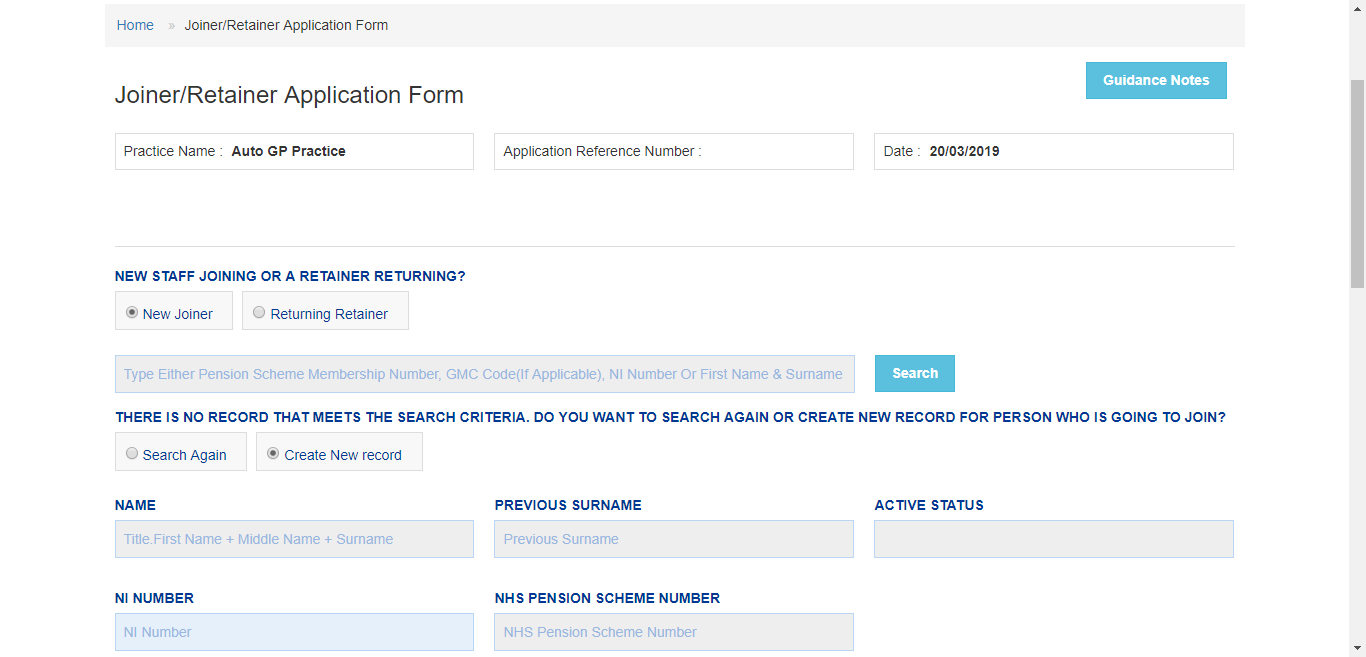 Home » Joiner/Retainer Application Form
Guidance Notes
Joiner/Retainer Application Form
Practice Name : Auto GP Practice Application Reference Number : Date : 20/03/2019
NEW STAFF JOINING OR A RETAINER RETURNING?
New Joiner Returning Retainer
Type Either Pension Scheme Membership Number, GMC Code(If Applicable), NI Number Or First Name & Surname Search
THERE IS NO RECORD THAT MEETS THE SEARCH CRITERIA. DO YOU WANT TO SEARCH AGAIN OR CREATE NEW RECORD FOR PERSON WHO IS GOING TO JOIN?
Search Again Create New record
NAME PREVIOUS SURNAME ACTIVE STATUS
Title.First Name + Middle Name + Surname Previous Surname
NI NUMBER NHS PENSION SCHEME NUMBER
NI Number NHS Pension Scheme Number